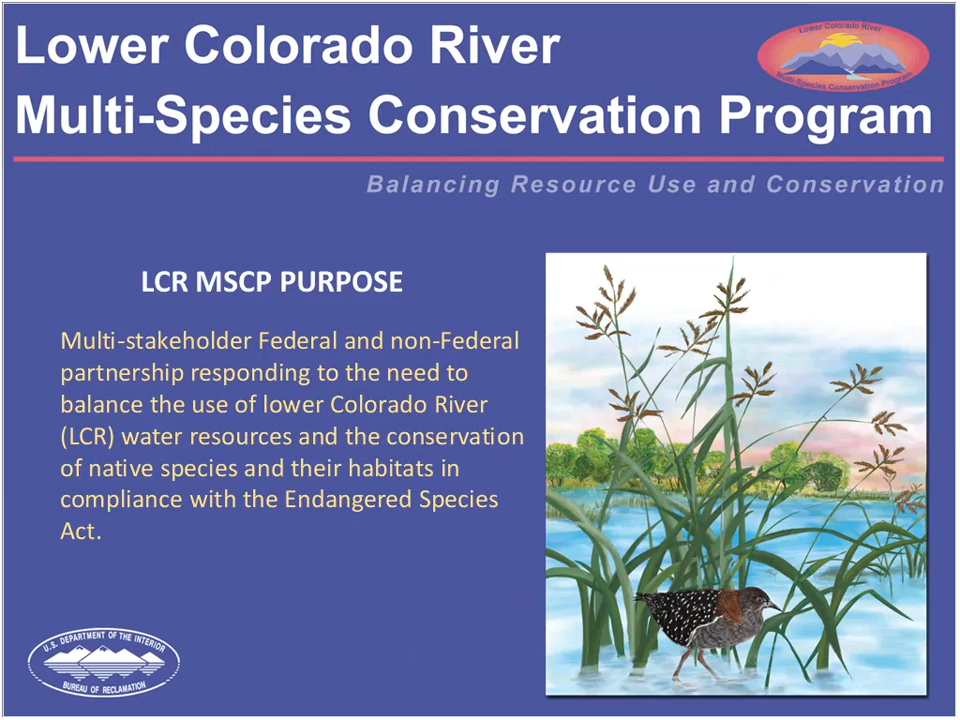 Lower Colorado River
Multi-Species Conservation Program
Lower Colorado River
Multi-Species Conservation Program
Balancing Resource Use and Conservation
LCR MSCP PURPOSE
Multi-stakeholder Federal and non-Federal
partnership responding to the need to
balance the use of lower Colorado River
(LCR) water resources and the conservation
of native species and their habitats in
compliance with the Endangered Species
Act.
U.S. DEPARTMENT OF THE INTERIOR
BUREAU OF RECLAMATION